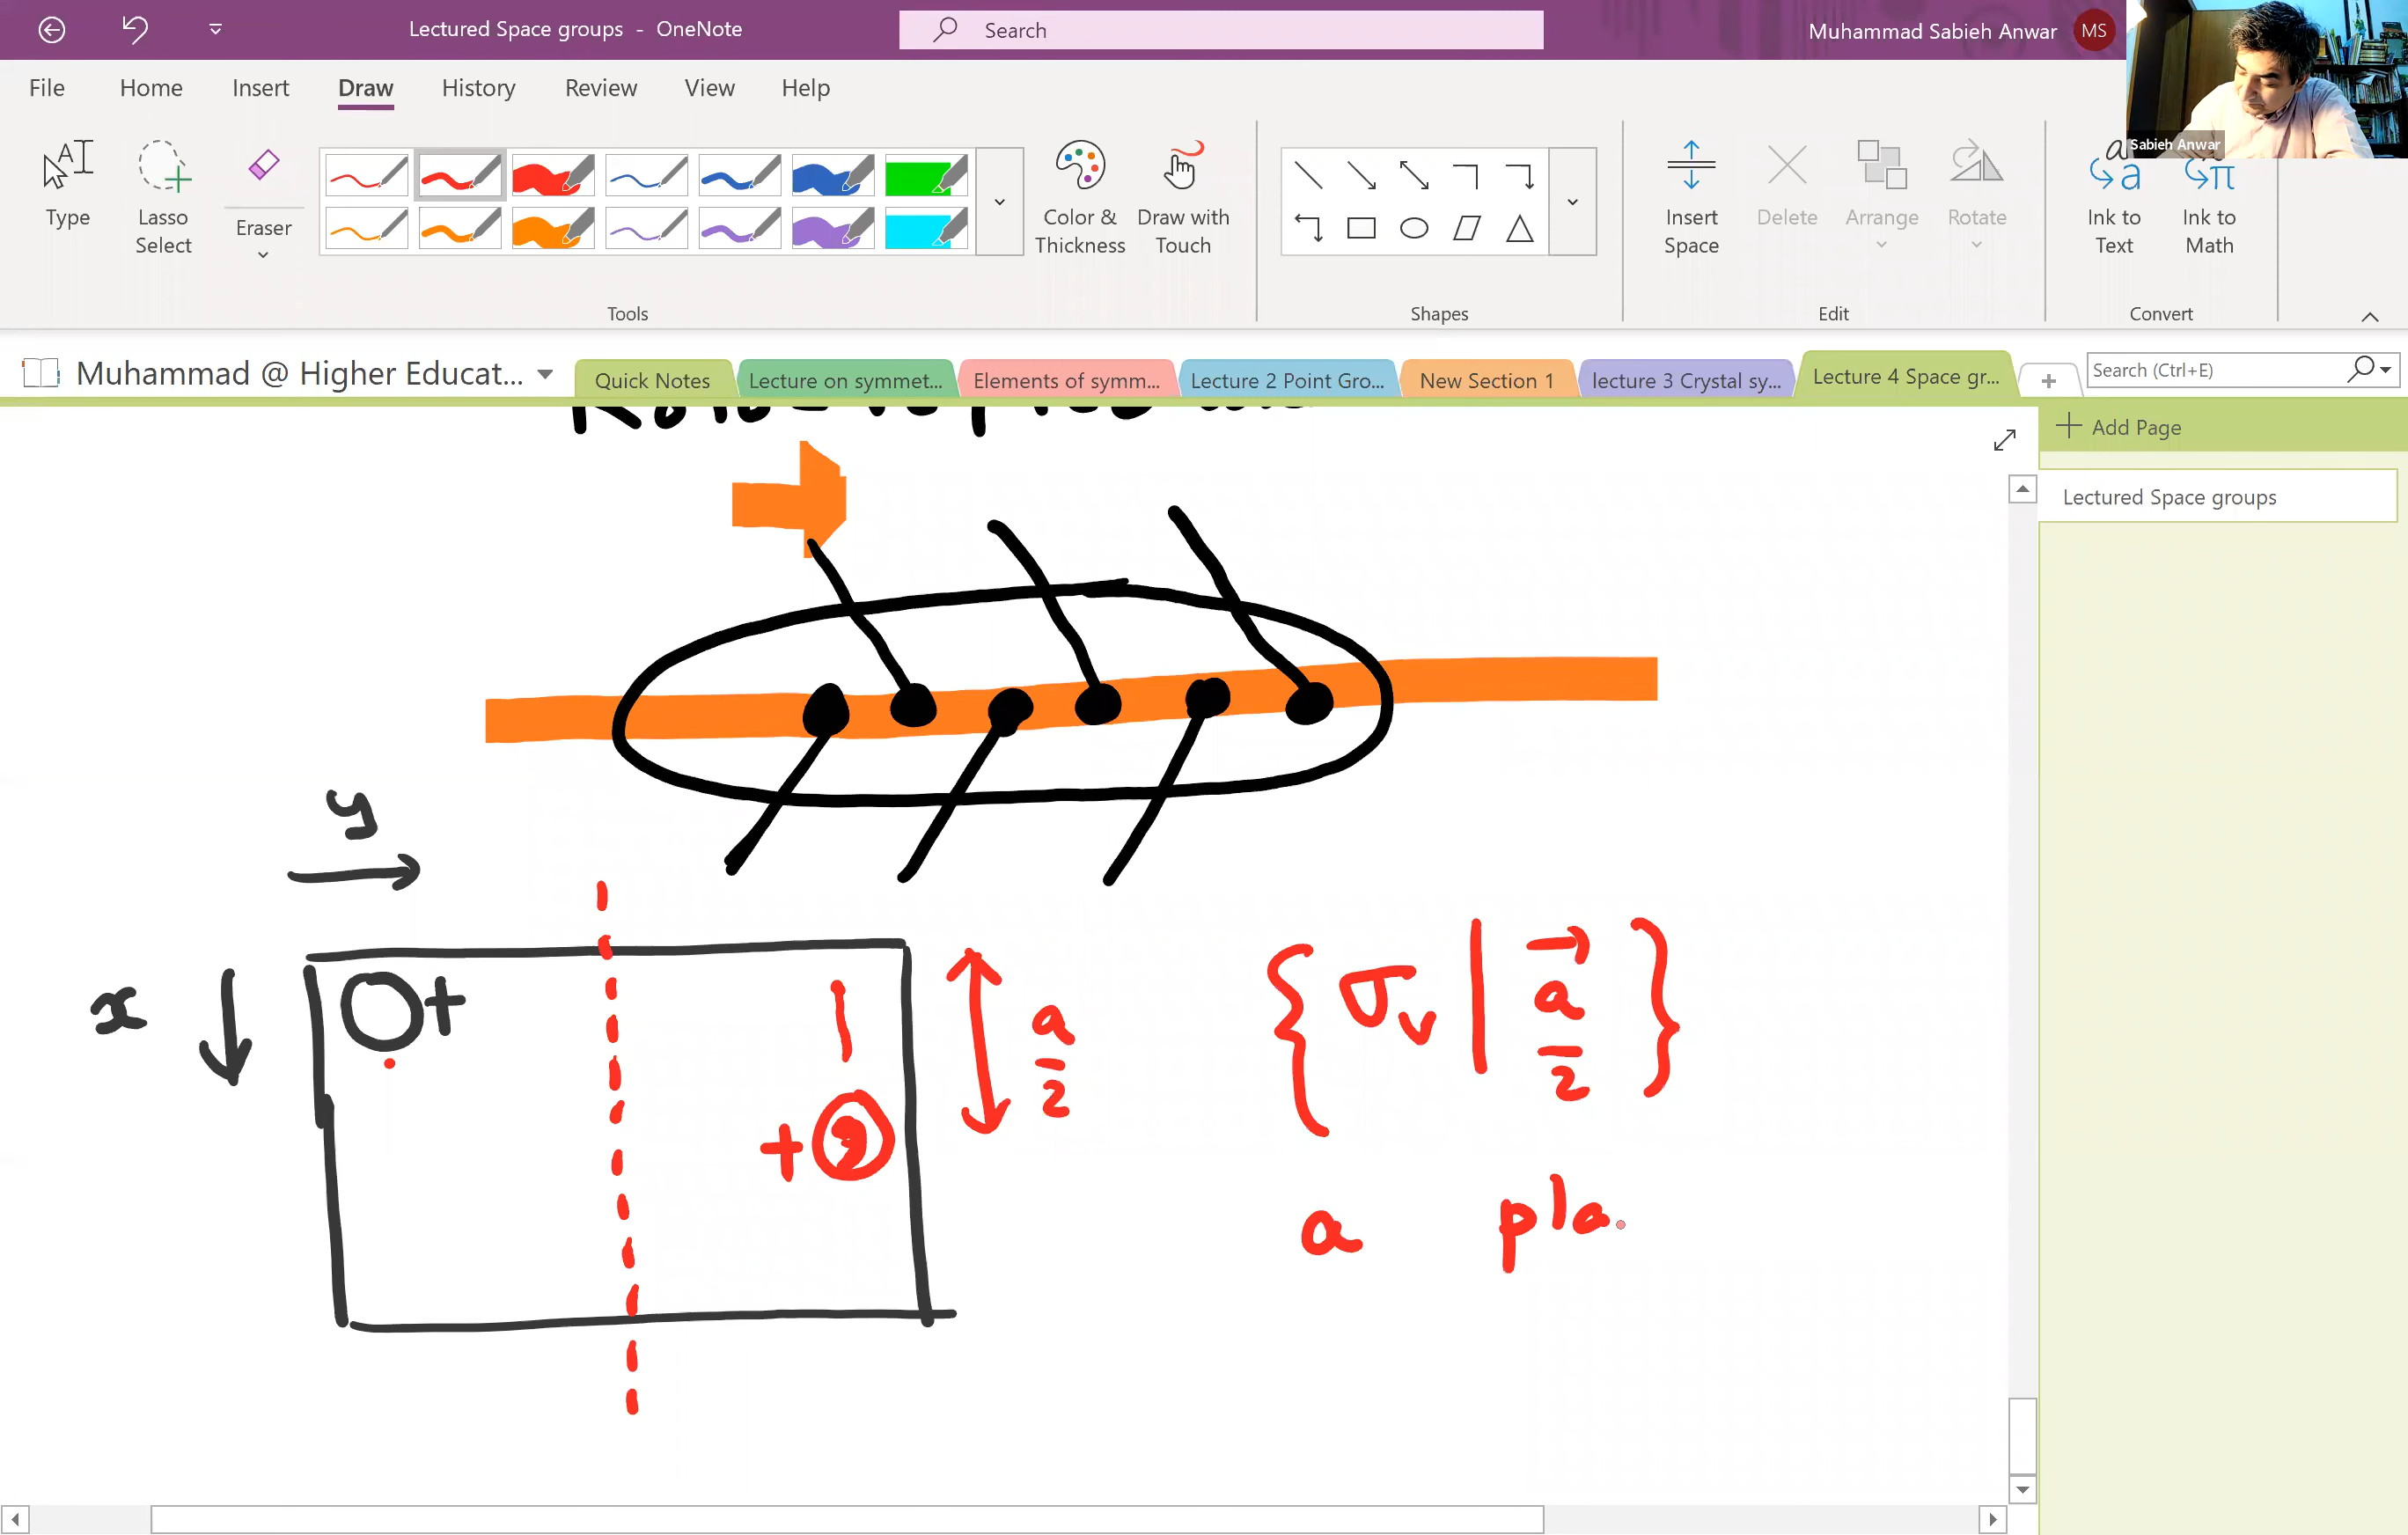 Lectured Space groups - OneNote
Search
Muhammad Sabieh Anwar MS
Sabieh Anwar
File Home Insert Draw History Review View Help
Type
Lasso Select
Eraser
Color & Thickness
Draw with Touch
Insert Space
Delete
Arrange
Rotate
Ink to Text
Ink to Math
Tools
Shapes
Edit
Convert
Muhammad @ Higher Educat...
Quick Notes
Lecture on symmet...
Elements of symm...
Lecture 2 Point Gro...
New Section 1
lecture 3 Crystal sy...
Lecture 4 Space gr...
Search (Ctrl+E)
Add Page
Lectured Space groups
y
x
+
+ ,
a/2
{σv | a⃗/2}
a pla